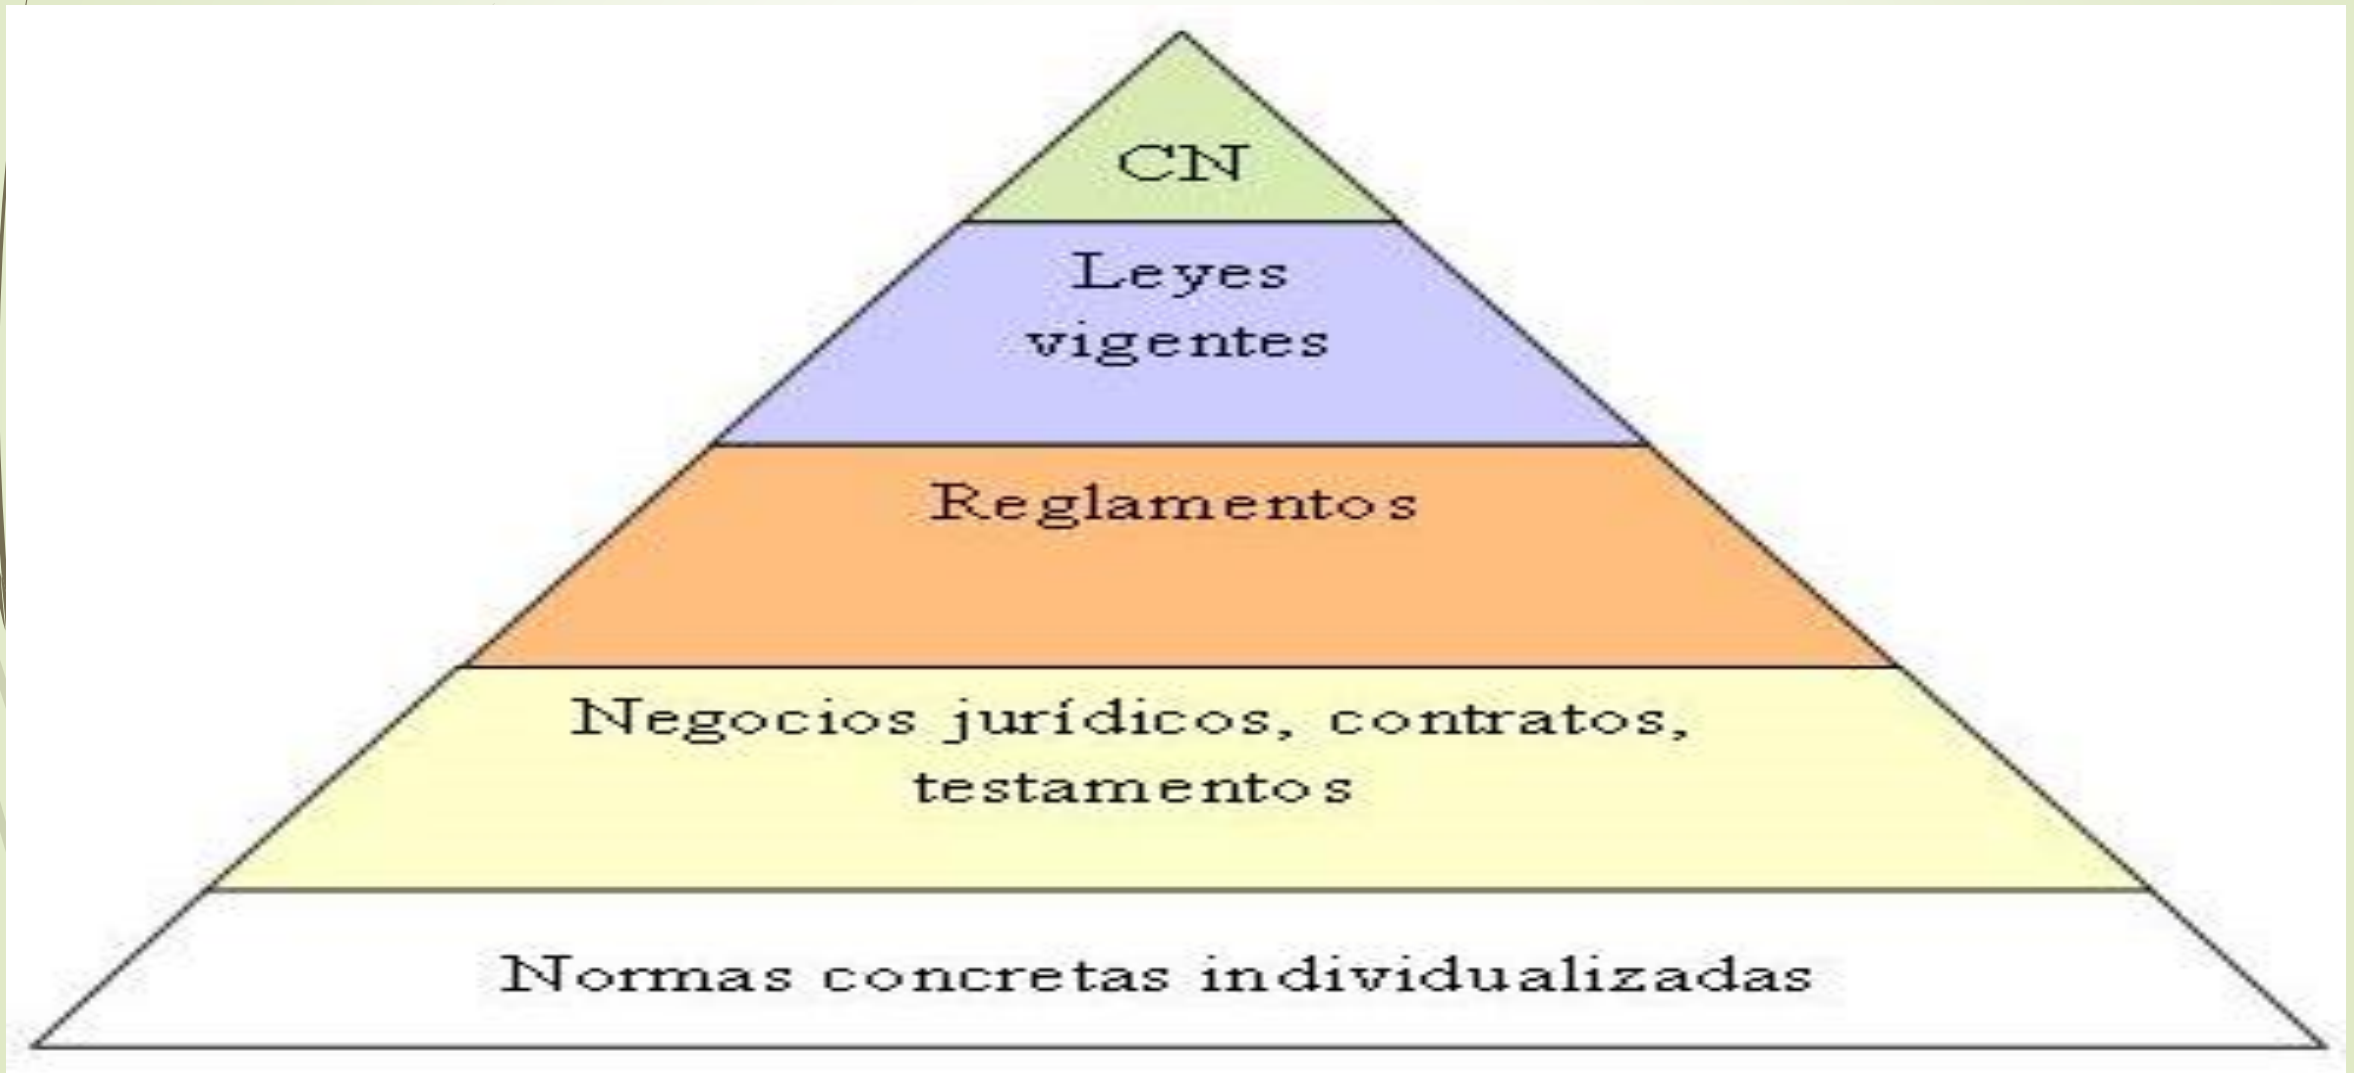 CN
Leyes
vigentes
Reglamentos
Negocios jurídicos, contratos,
testamentos
Normas concretas individualizadas